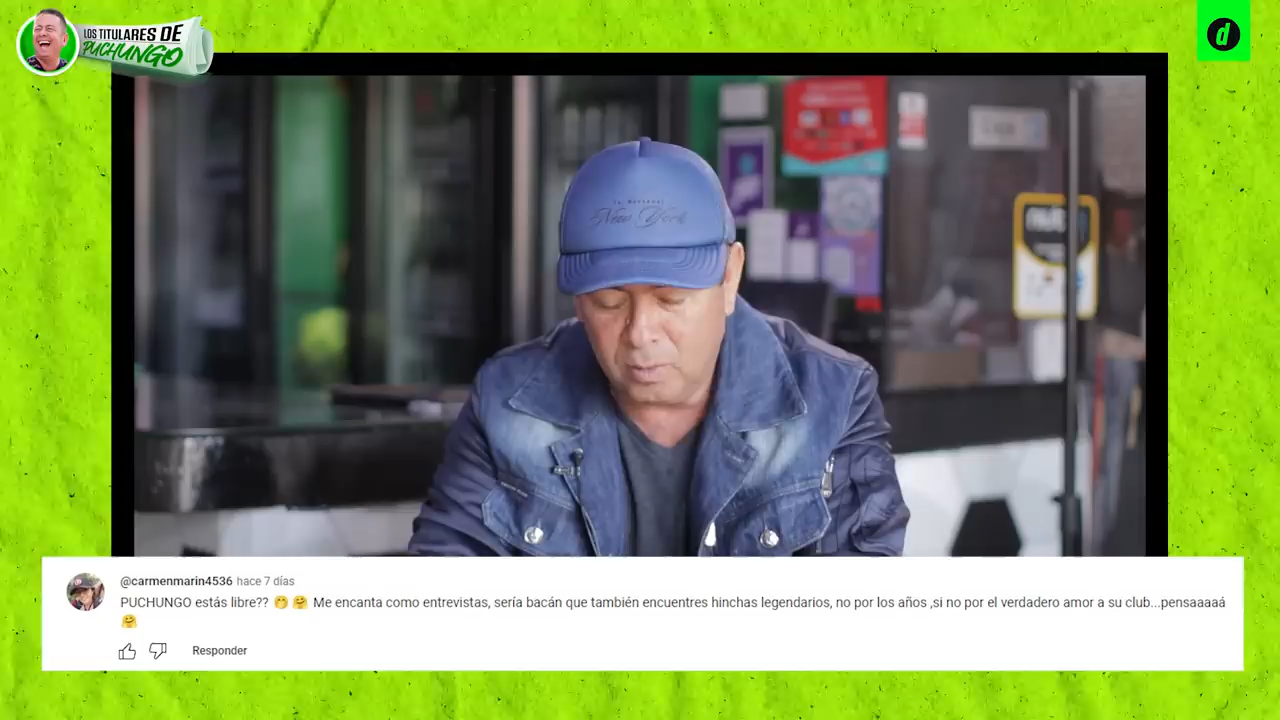 LOS TITULARES DE
PUCHUNGO
d
New York
@carmenmarin4536 hace 7 días
PUCHUNGO estás libre?? 🤭 🤗 Me encanta como entrevistas, sería bacán que también encuentres hinchas legendarios, no por los años ,si no por el verdadero amor a su club...pensaaaaá
🤗
Responder